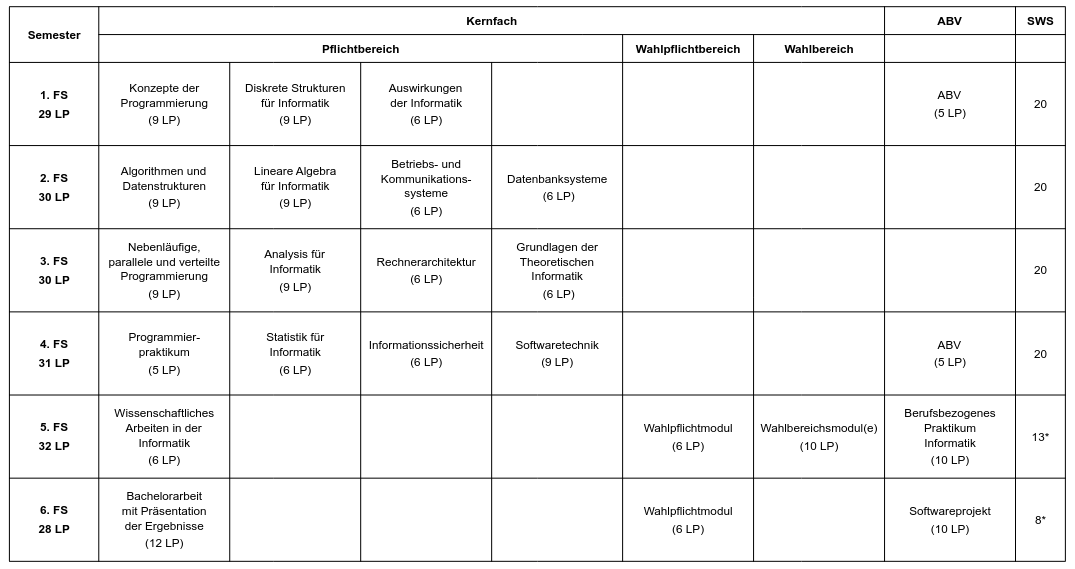 Semester
Kernfach
ABV
SWS
Pflichtbereich
Wahlpflichtbereich
Wahlbereich
1. FS
29 LP
Konzepte der
Programmierung
(9 LP)
Diskrete Strukturen
für Informatik
(9 LP)
Auswirkungen
der Informatik
(6 LP)
ABV
(5 LP)
20
2. FS
30 LP
Algorithmen und
Datenstrukturen
(9 LP)
Lineare Algebra
für Informatik
(9 LP)
Betriebs- und
Kommunikations-
systeme
(6 LP)
Datenbanksysteme
(6 LP)
20
3. FS
30 LP
Nebenläufige,
parallele und verteilte
Programmierung
(9 LP)
Analysis für
Informatik
(9 LP)
Rechnerarchitektur
(6 LP)
Grundlagen der
Theoretischen
Informatik
(6 LP)
20
4. FS
31 LP
Programmier-
praktikum
(5 LP)
Statistik für
Informatik
(6 LP)
Informationssicherheit
(6 LP)
Softwaretechnik
(9 LP)
ABV
(5 LP)
20
5. FS
32 LP
Wissenschaftliches
Arbeiten in der
Informatik
(6 LP)
Wahlpflichtmodul
(6 LP)
Wahlbereichsmodul(e)
(10 LP)
Berufsbezogenes
Praktikum
Informatik
(10 LP)
13*
6. FS
28 LP
Bachelorarbeit
mit Präsentation
der Ergebnisse
(12 LP)
Wahlpflichtmodul
(6 LP)
Softwareprojekt
(10 LP)
8*